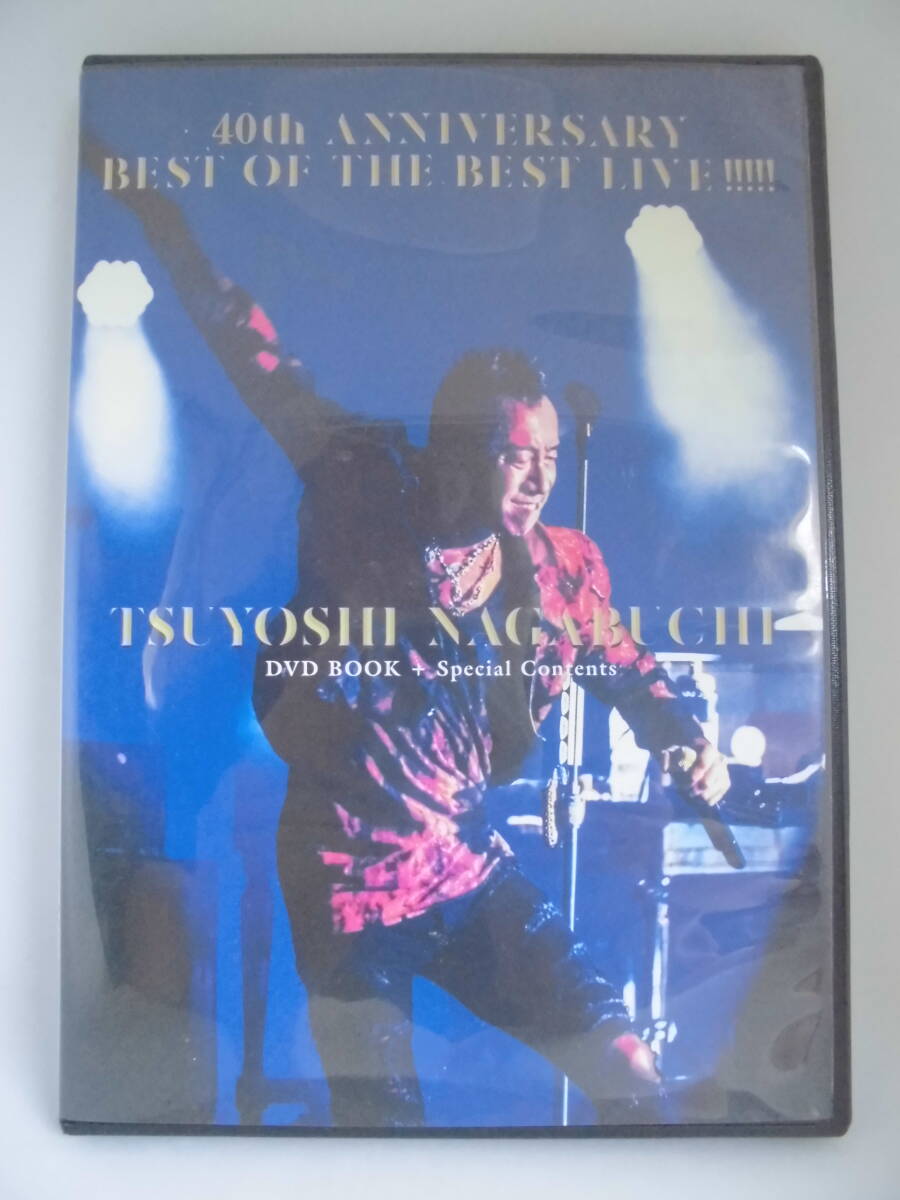 40th ANNIVERSARY
BEST OF THE BEST LIVE!!!!!
TSUYOSHI NAGABUCHI
DVD BOOK + Special Contents